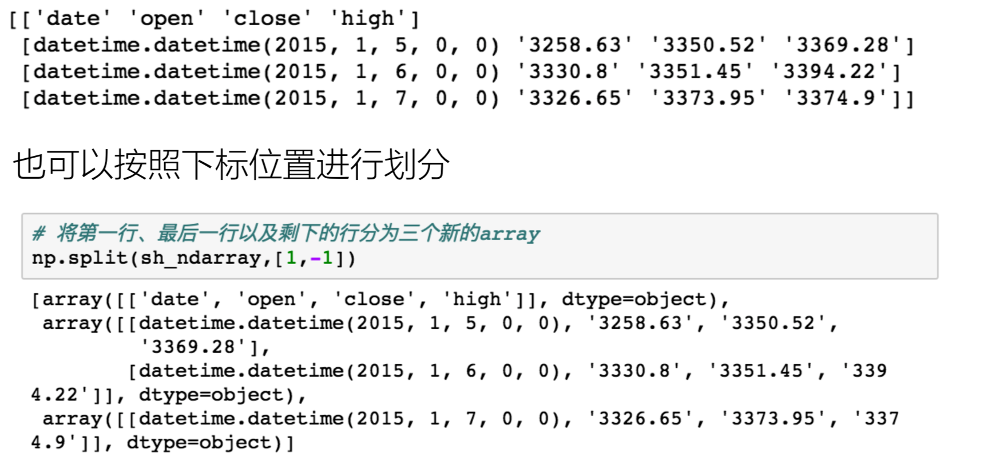 [['date' 'open' 'close' 'high']
[datetime.datetime(2015, 1, 5, 0, 0) '3258.63' '3350.52' '3369.28']
[datetime.datetime(2015, 1, 6, 0, 0) '3330.8' '3351.45' '3394.22']
[datetime.datetime(2015, 1, 7, 0, 0) '3326.65' '3373.95' '3374.9']]
也可以按照下标位置进行划分
# 将第一行、最后一行以及剩下的行分为三个新的array
np.split(sh_ndarray,[1,-1])
[array([['date', 'open', 'close', 'high']], dtype=object),
array([[datetime.datetime(2015, 1, 5, 0, 0), '3258.63', '3350.52',
'3369.28'],
[datetime.datetime(2015, 1, 6, 0, 0), '3330.8', '3351.45', '339
4.22']], dtype=object),
array([[datetime.datetime(2015, 1, 7, 0, 0), '3326.65', '3373.95', '337
4.9']], dtype=object)]